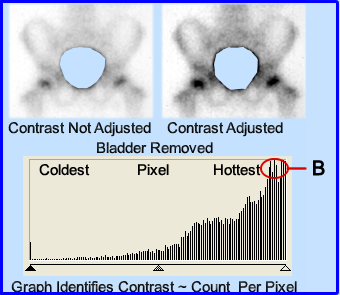 Contrast Not Adjusted Contrast Adjusted
Bladder Removed
Coldest Pixel Hottest B
Graph Identifies Contrast ~ Count Per Pixel